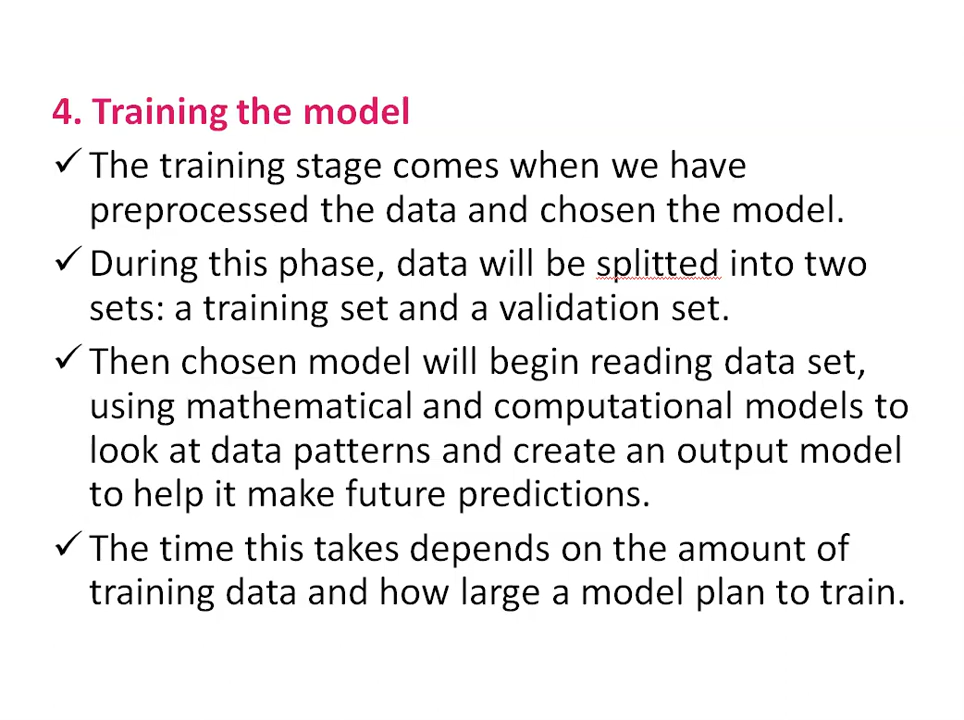 4. Training the model
✓ The training stage comes when we have
preprocessed the data and chosen the model.
✓ During this phase, data will be splitted into two
sets: a training set and a validation set.
✓ Then chosen model will begin reading data set,
using mathematical and computational models to
look at data patterns and create an output model
to help it make future predictions.
✓ The time this takes depends on the amount of
training data and how large a model plan to train.